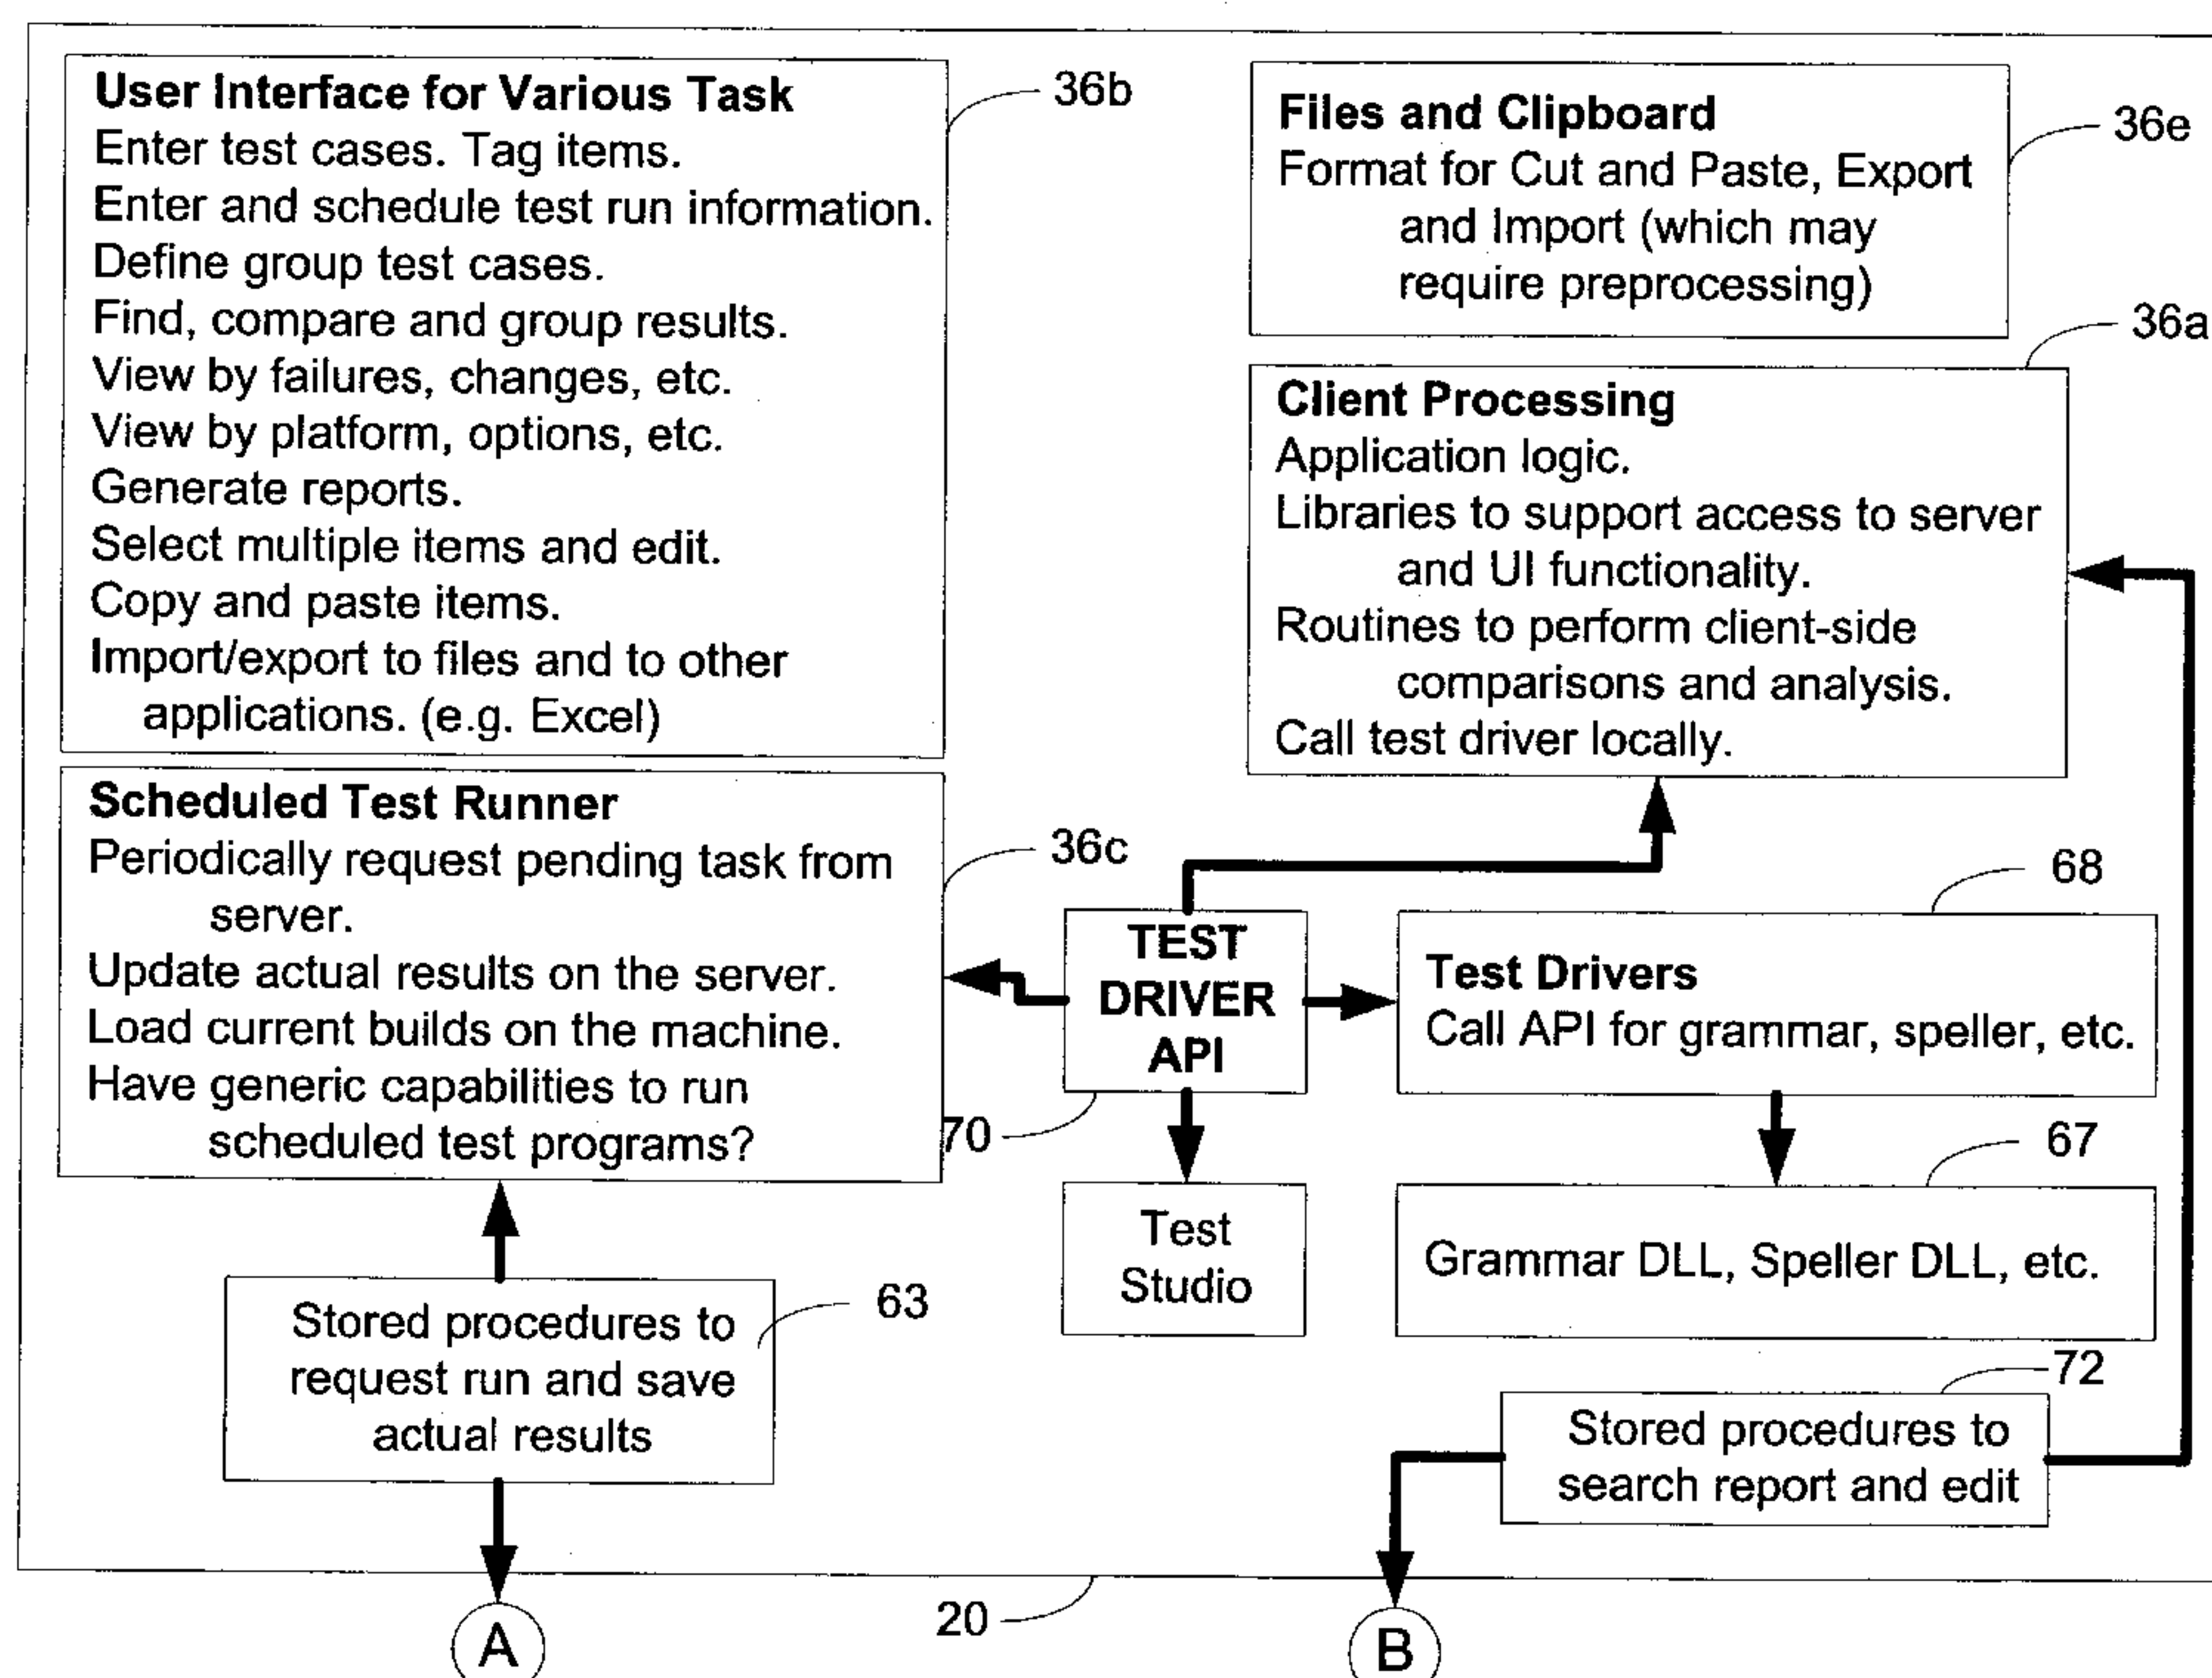 User Interface for Various Task
Enter test cases. Tag items.
Enter and schedule test run information.
Define group test cases.
Find, compare and group results.
View by failures, changes, etc.
View by platform, options, etc.
Generate reports.
Select multiple items and edit.
Copy and paste items.
Import/export to files and to other
applications. (e.g. Excel)
36b
Files and Clipboard
Format for Cut and Paste, Export
and Import (which may
require preprocessing)
36e
36a
Client Processing
Application logic.
Libraries to support access to server
and UI functionality.
Routines to perform client-side
comparisons and analysis.
Call test driver locally.
Scheduled Test Runner
Periodically request pending task from
server.
Update actual results on the server.
Load current builds on the machine.
Have generic capabilities to run
scheduled test programs?
36c
TEST
DRIVER
API
70
68
Test Drivers
Call API for grammar, speller, etc.
67
Test
Studio
Grammar DLL, Speller DLL, etc.
63
Stored procedures to
request run and save
actual results
72
Stored procedures to
search report and edit
20
A
B